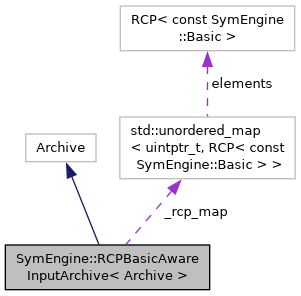 RCP< const SymEngine
::Basic >
elements
Archive
std::unordered_map
< uintptr_t, RCP< const
SymEngine::Basic > >
_rcp_map
SymEngine::RCPBasicAware
InputArchive< Archive >